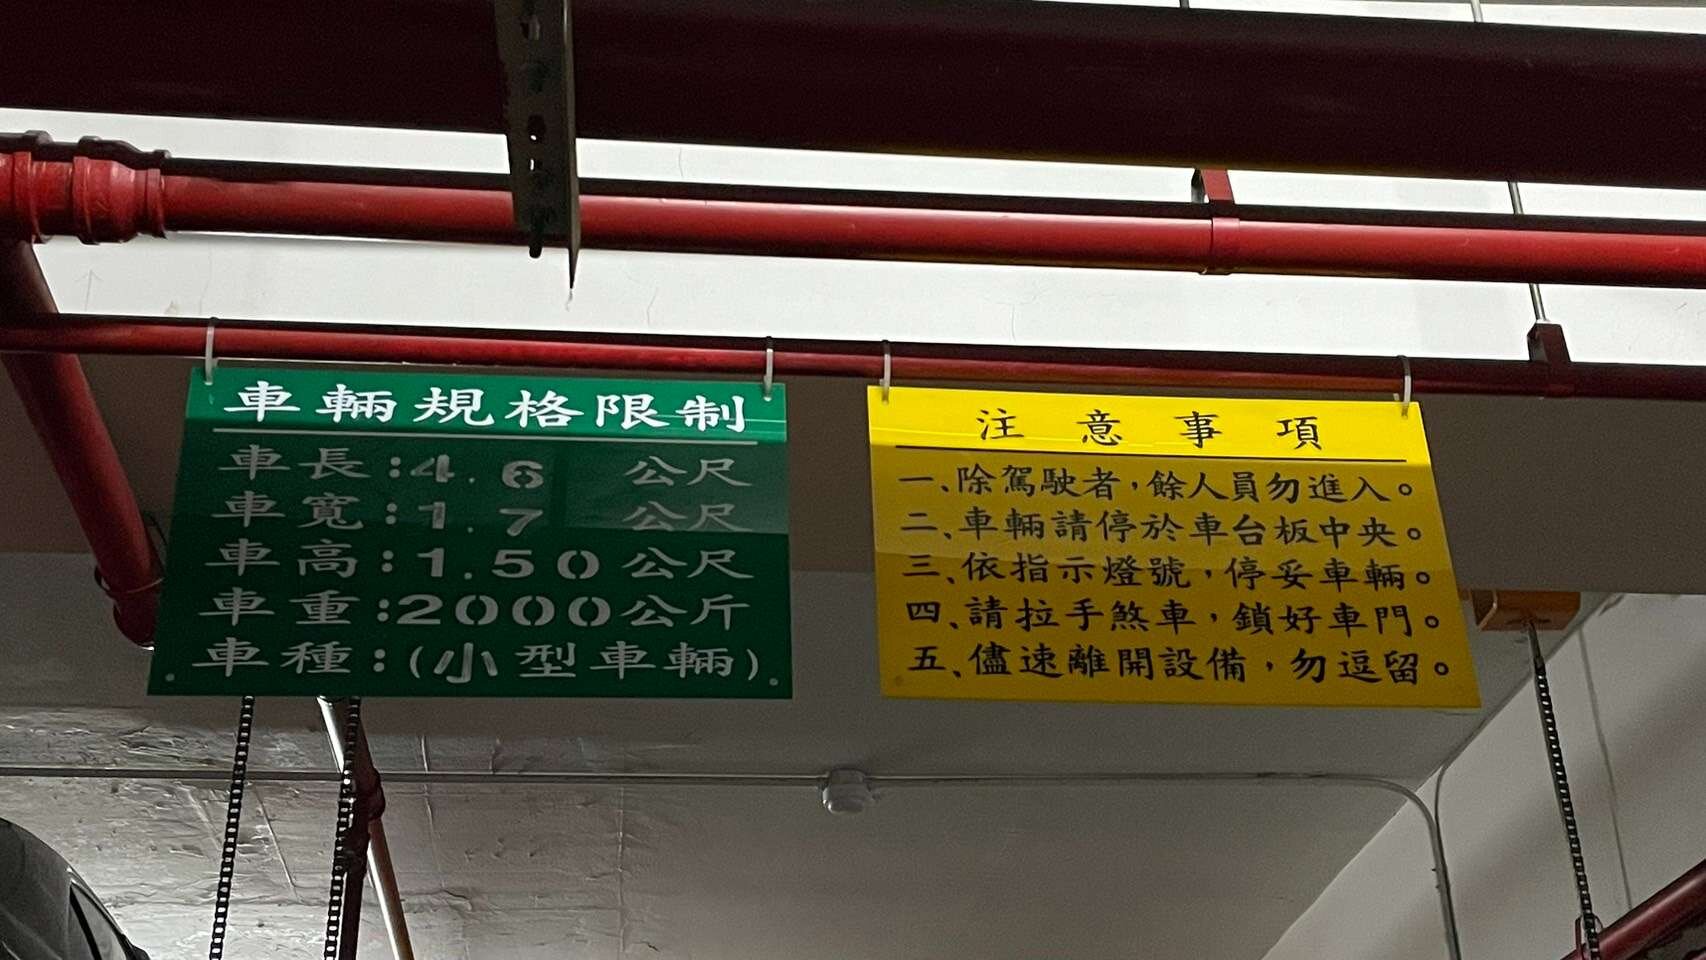 車輛規格限制
車長:4.6 公尺
車寬:1.7 公尺
車高:1.50公尺
車重:2000公斤
車種:(小型車輛)
注意事項
一、除駕駛者，餘人員勿進入。
二、車輛請停於車台板中央。
三、依指示燈號，停妥車輛。
四、請拉手煞車，鎖好車門。
五、儘速離開設備，勿逗留。